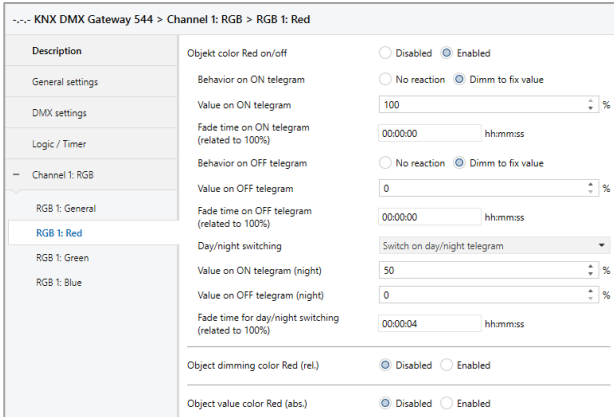 -.-.- KNX DMX Gateway 544 > Channel 1: RGB > RGB 1: Red
Description
General settings
DMX settings
Logic / Timer
Channel 1: RGB
RGB 1: General
RGB 1: Red
RGB 1: Green
RGB 1: Blue
Objekt color Red on/off Disabled Enabled
Behavior on ON telegram No reaction Dimm to fix value
Value on ON telegram 100 %
Fade time on ON telegram
(related to 100%) 00:00:00 hh:mm:ss
Behavior on OFF telegram No reaction Dimm to fix value
Value on OFF telegram 0 %
Fade time on OFF telegram
(related to 100%) 00:00:00 hh:mm:ss
Day/night switching Switch on day/night telegram
Value on ON telegram (night) 50 %
Value on OFF telegram (night) 0 %
Fade time for day/night switching
(related to 100%) 00:00:04 hh:mm:ss
Object dimming color Red (rel.) Disabled Enabled
Object value color Red (abs.) Disabled Enabled